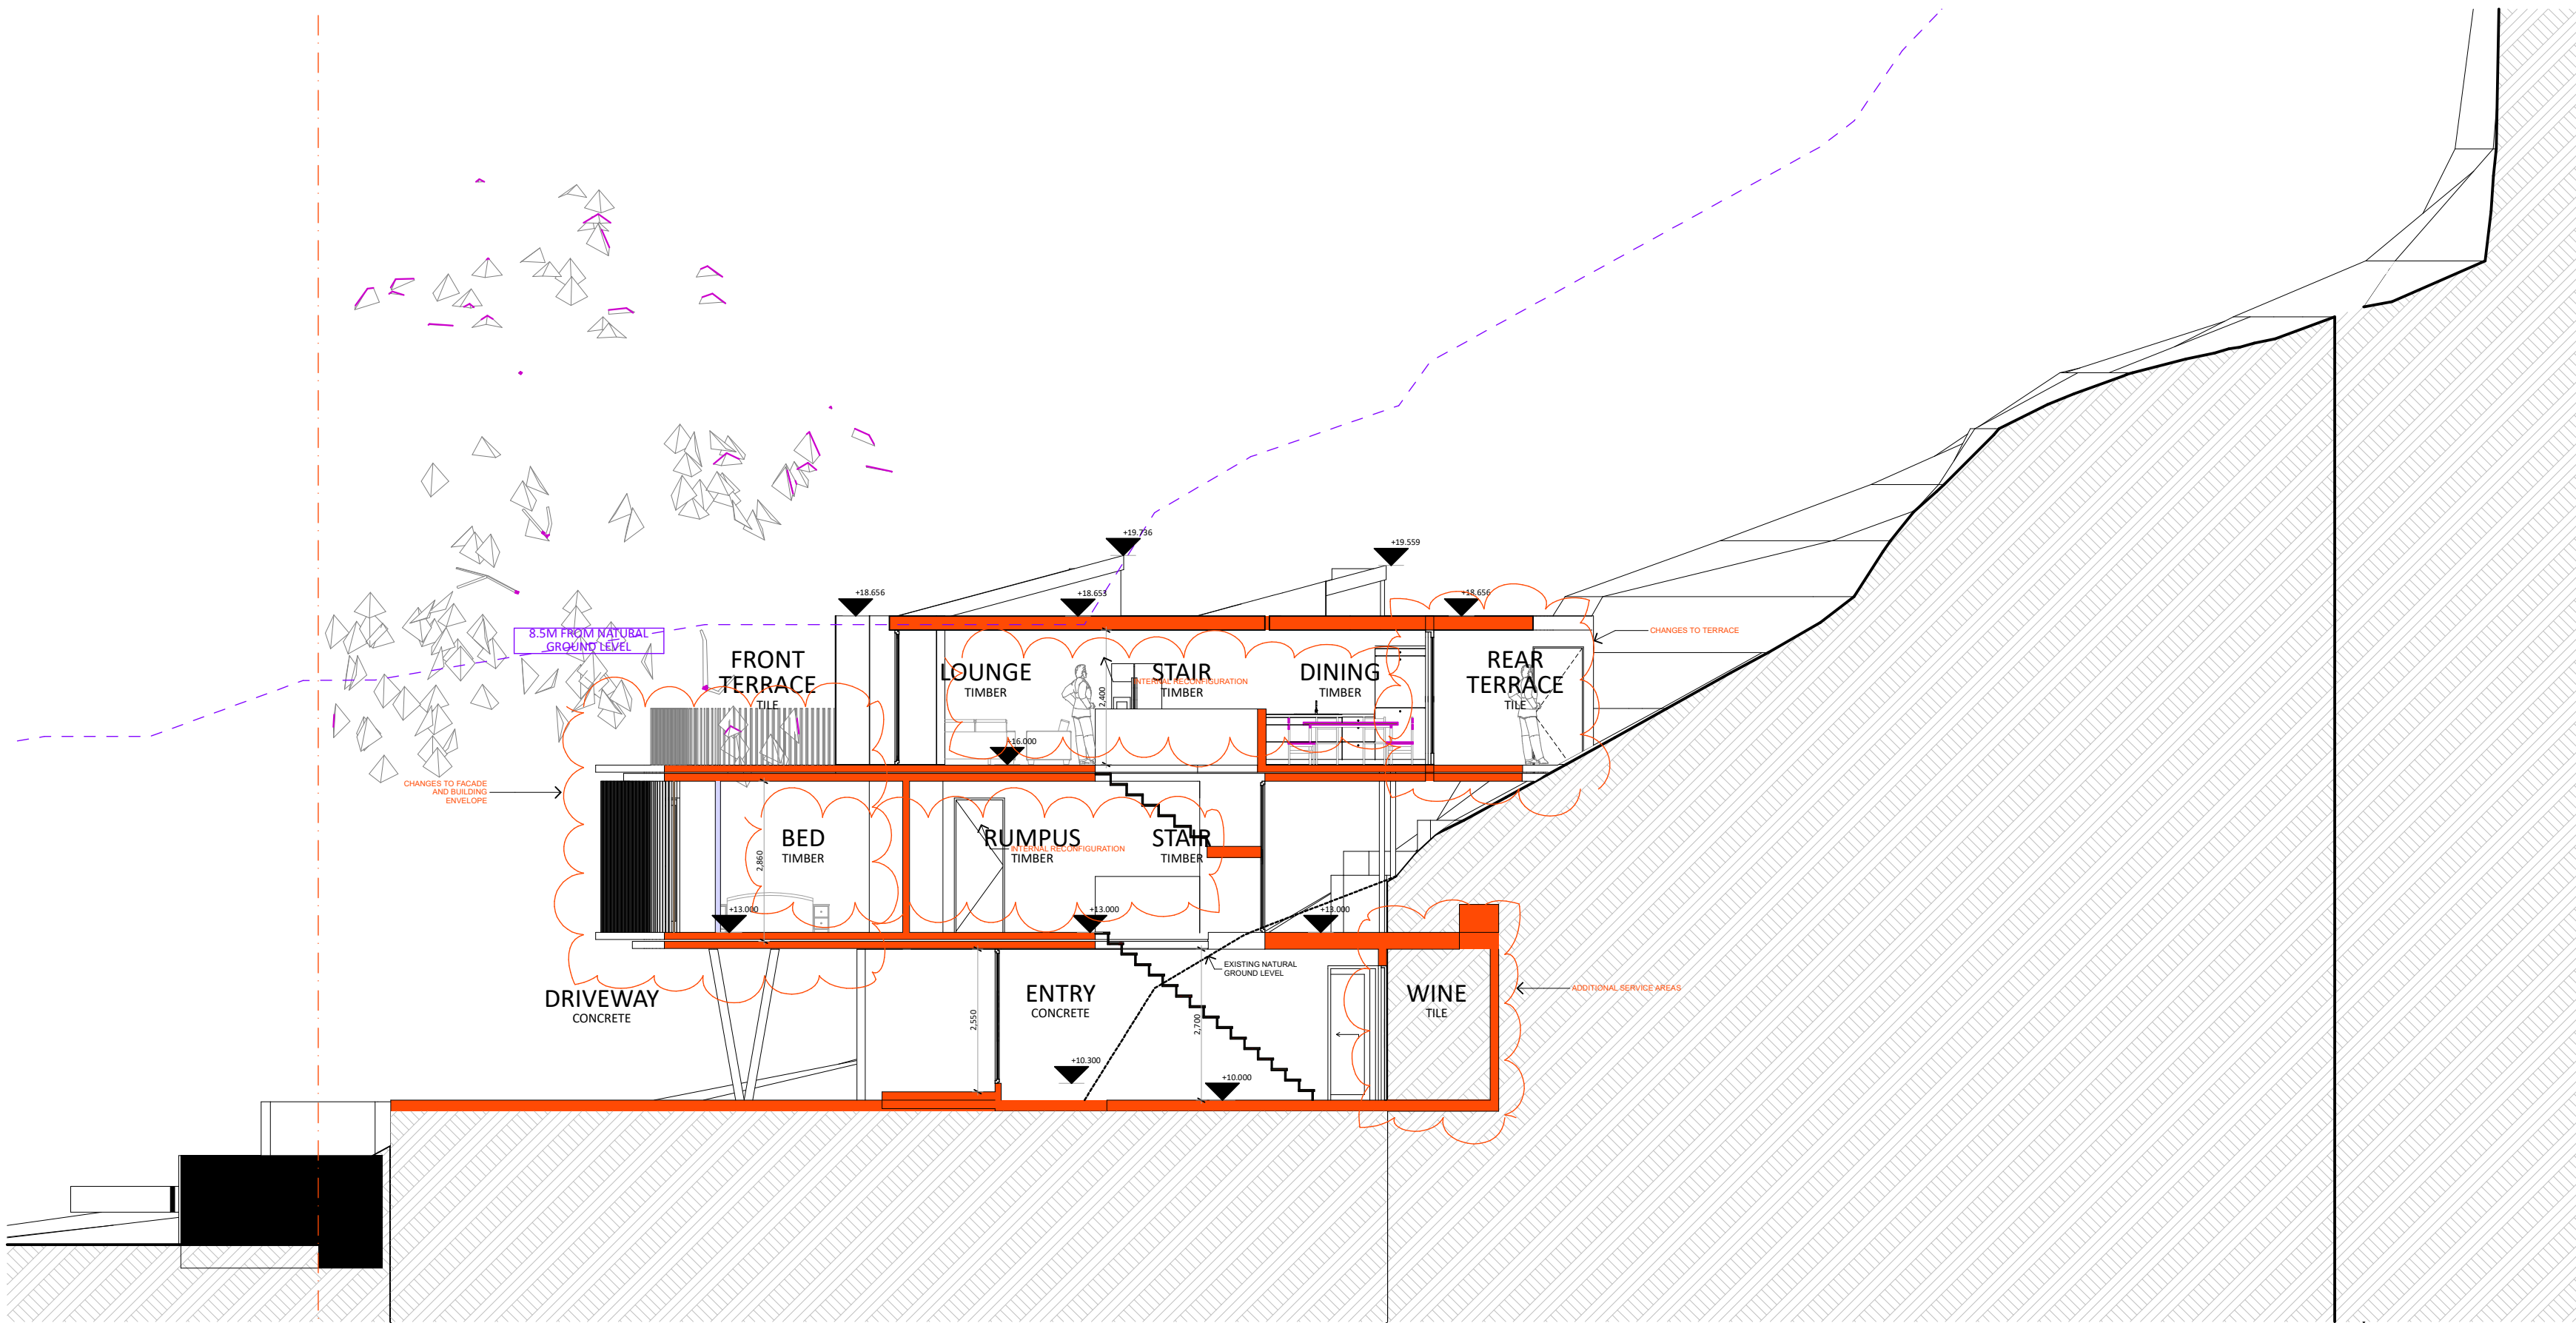 +19.736
+19.559
+18.656
+18.653
+18.656
8.5M FROM NATURAL
GROUND LEVEL
CHANGES TO TERRACE
FRONT
TERRACE
TILE
LOUNGE
TIMBER
2,400
STAIR
TIMBER
INTERNAL RECONFIGURATION
DINING
TIMBER
REAR
TERRACE
TILE
+16.000
CHANGES TO FACADE
AND BUILDING
ENVELOPE
2,860
BED
TIMBER
RUMPUS
TIMBER
INTERNAL RECONFIGURATION
STAIR
TIMBER
+13.000
+13.000
+13.000
EXISTING NATURAL
GROUND LEVEL
DRIVEWAY
CONCRETE
2,550
ENTRY
CONCRETE
2,700
WINE
TILE
ADDITIONAL SERVICE AREAS
+10.300
+10.000